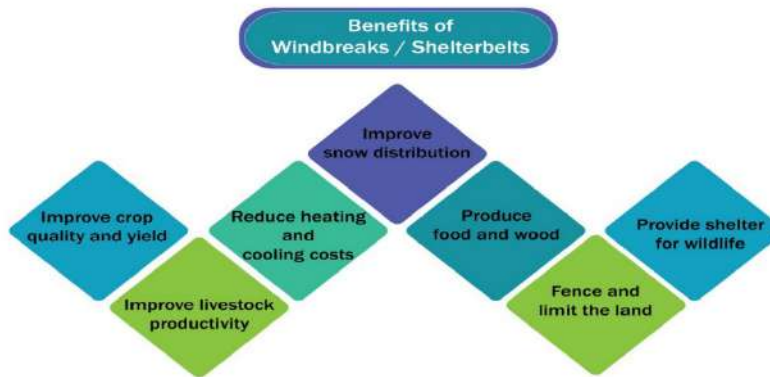 Benefits of
Windbreaks / Shelterbelts
Improve
snow distribution
Improve crop
quality and yield
Reduce heating
and
cooling costs
Produce
food and wood
Provide shelter
for wildlife
Improve livestock
productivity
Fence and
limit the land